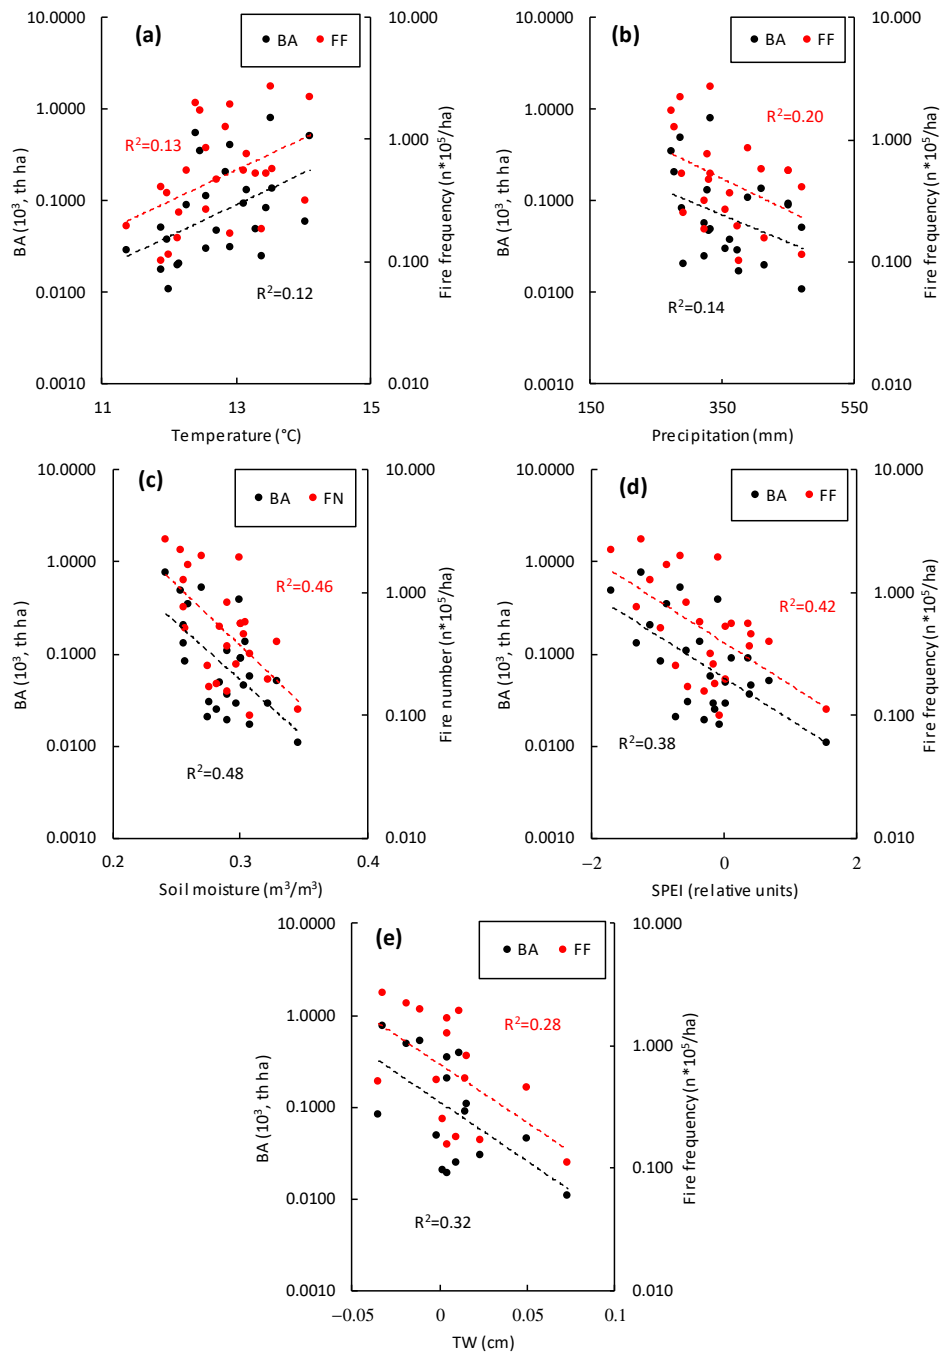 (a)
BA FF
10.0000
1.0000
0.1000
0.0100
0.0010
BA (10³, th ha)
10.000
1.000
0.100
0.010
Fire frequency (n*10⁵/ha)
R²=0.13
R²=0.12
11 13 15
Temperature (°C)
(b)
BA FF
10.0000
1.0000
0.1000
0.0100
0.0010
BA (10³, th ha)
10.000
1.000
0.100
0.010
Fire frequency (n*10⁵/ha)
R²=0.20
R²=0.14
150 350 550
Precipitation (mm)
(c)
BA FN
10.0000
1.0000
0.1000
0.0100
0.0010
BA (10³, th ha)
10.000
1.000
0.100
0.010
Fire number (n*10⁵/ha)
R²=0.46
R²=0.48
0.2 0.3 0.4
Soil moisture (m³/m³)
(d)
BA FF
10.0000
1.0000
0.1000
0.0100
0.0010
BA (10³, th ha)
10.000
1.000
0.100
0.010
Fire frequency (n*10⁵/ha)
R²=0.42
R²=0.38
−2 0 2
SPEI (relative units)
(e)
BA FF
10.0000
1.0000
0.1000
0.0100
0.0010
BA (10³, th ha)
10.000
1.000
0.100
0.010
Fire frequency (n*10⁵/ha)
R²=0.28
R²=0.32
−0.05 0 0.05 0.1
TW (cm)